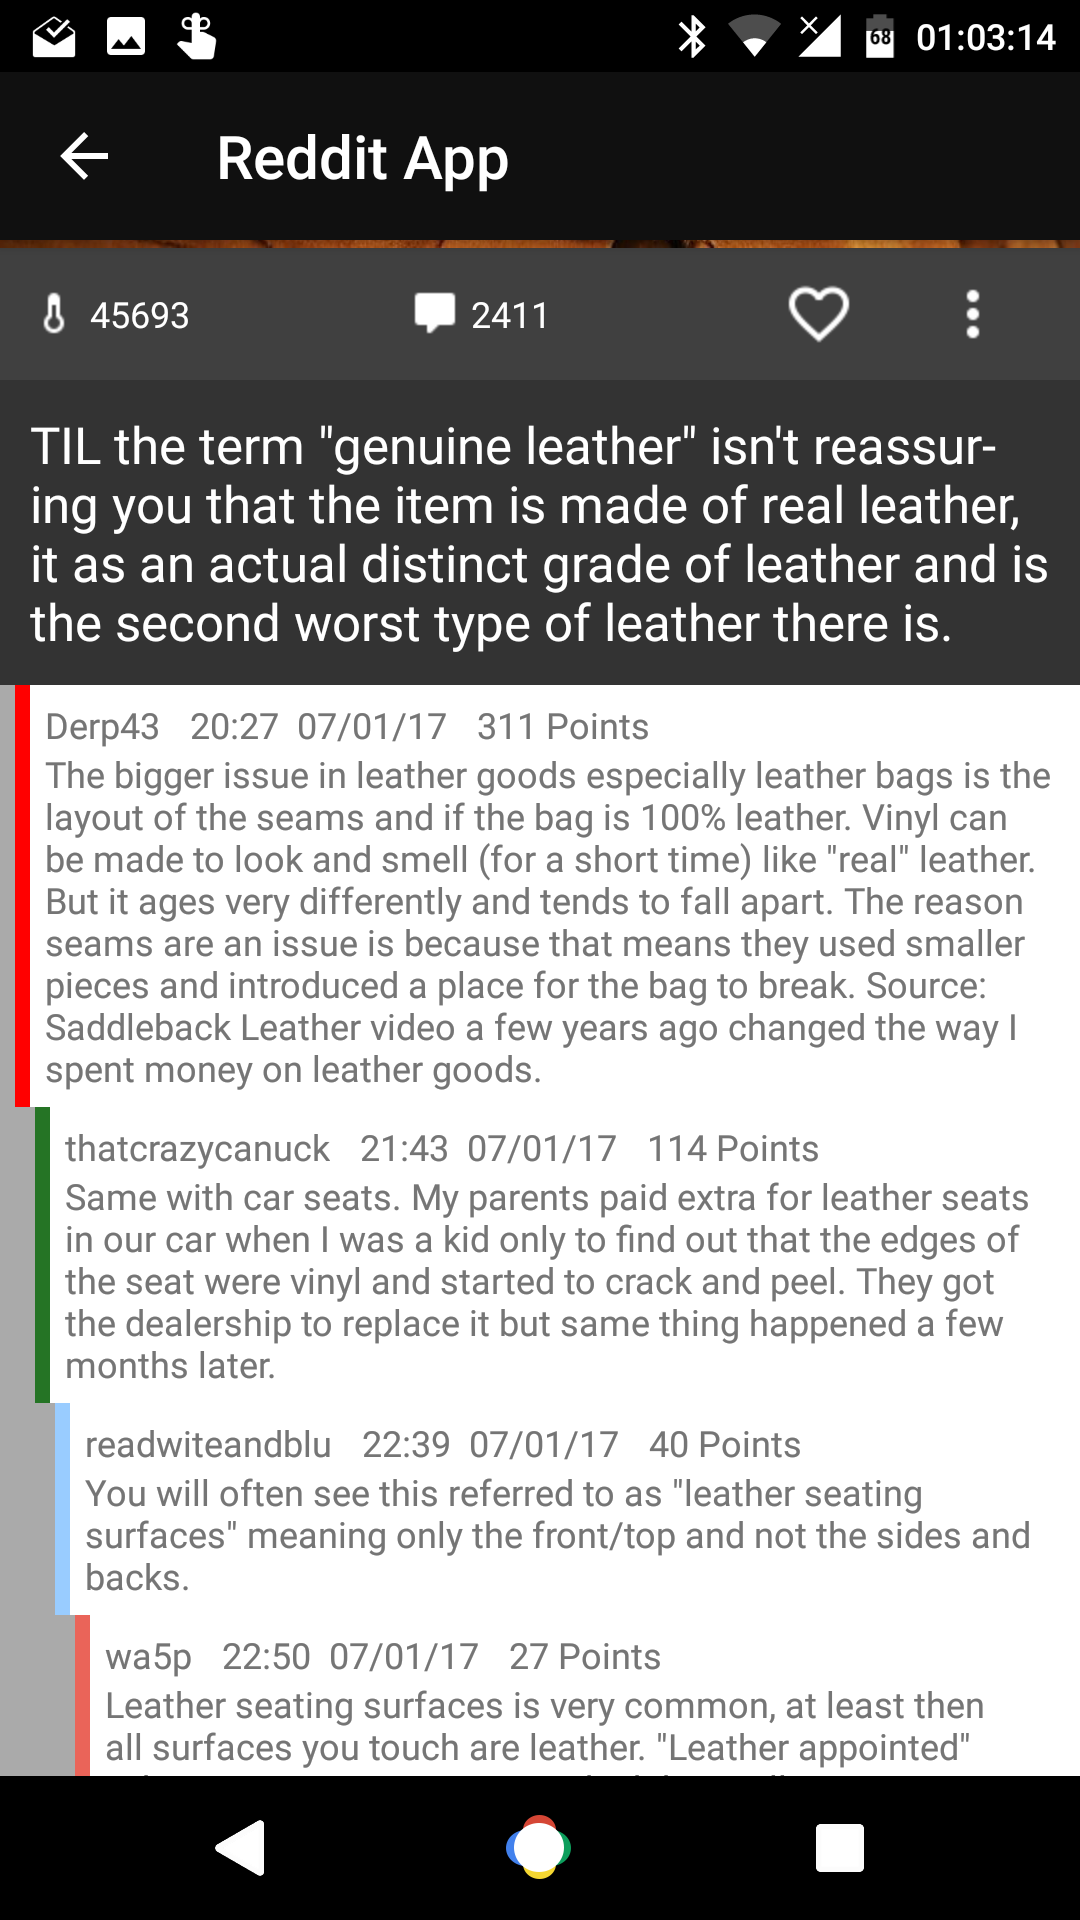 68 01:03:14
Reddit App
45693 2411
TIL the term "genuine leather" isn't reassur-
ing you that the item is made of real leather,
it as an actual distinct grade of leather and is
the second worst type of leather there is.
Derp43 20:27 07/01/17 311 Points
The bigger issue in leather goods especially leather bags is the
layout of the seams and if the bag is 100% leather. Vinyl can
be made to look and smell (for a short time) like "real" leather.
But it ages very differently and tends to fall apart. The reason
seams are an issue is because that means they used smaller
pieces and introduced a place for the bag to break. Source:
Saddleback Leather video a few years ago changed the way I
spent money on leather goods.
thatcrazycanuck 21:43 07/01/17 114 Points
Same with car seats. My parents paid extra for leather seats
in our car when I was a kid only to find out that the edges of
the seat were vinyl and started to crack and peel. They got
the dealership to replace it but same thing happened a few
months later.
readwiteandblu 22:39 07/01/17 40 Points
You will often see this referred to as "leather seating
surfaces" meaning only the front/top and not the sides and
backs.
wa5p 22:50 07/01/17 27 Points
Leather seating surfaces is very common, at least then
all surfaces you touch are leather. "Leather appointed"